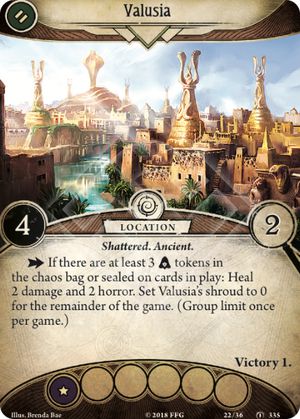 Valusia
4
LOCATION
2
Shattered. Ancient.
If there are at least 3 tokens in
the chaos bag or sealed on cards in play: Heal
2 damage and 2 horror. Set Valusia's shroud to 0
for the remainder of the game. (Group limit once
per game.)
Victory 1.
Illus. Brenda Bae © 2018 FFG 22/36 335